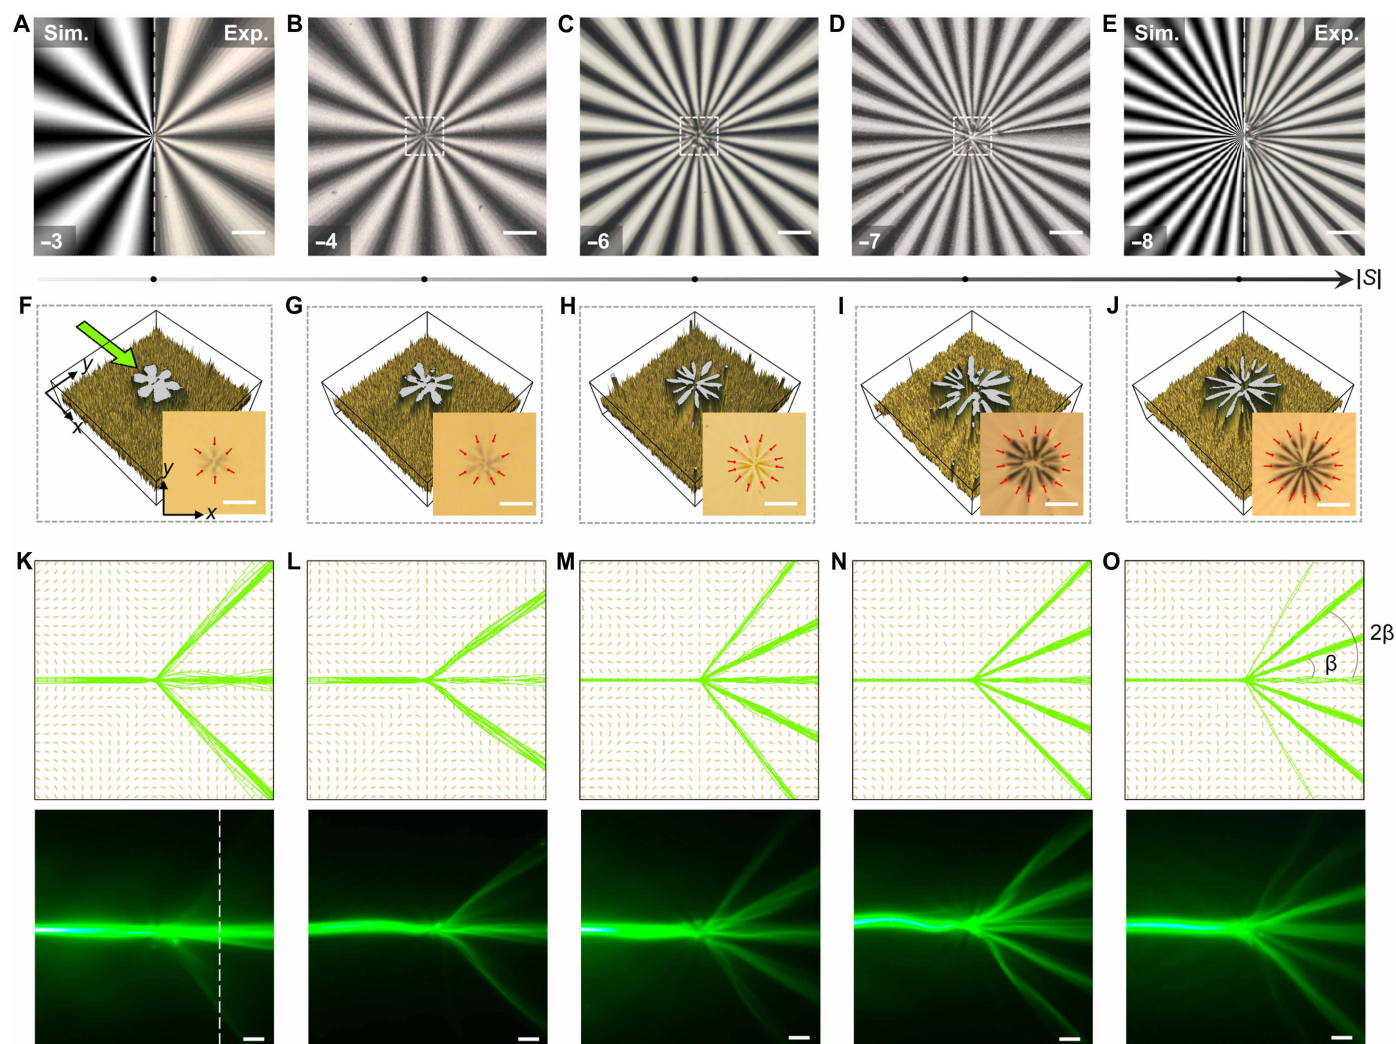 A B C D E
Sim. Exp. Sim. Exp.
−3 −4 −6 −7 −8
|S|
F G H I J
y
x
y
x
K L M N O
2β
β